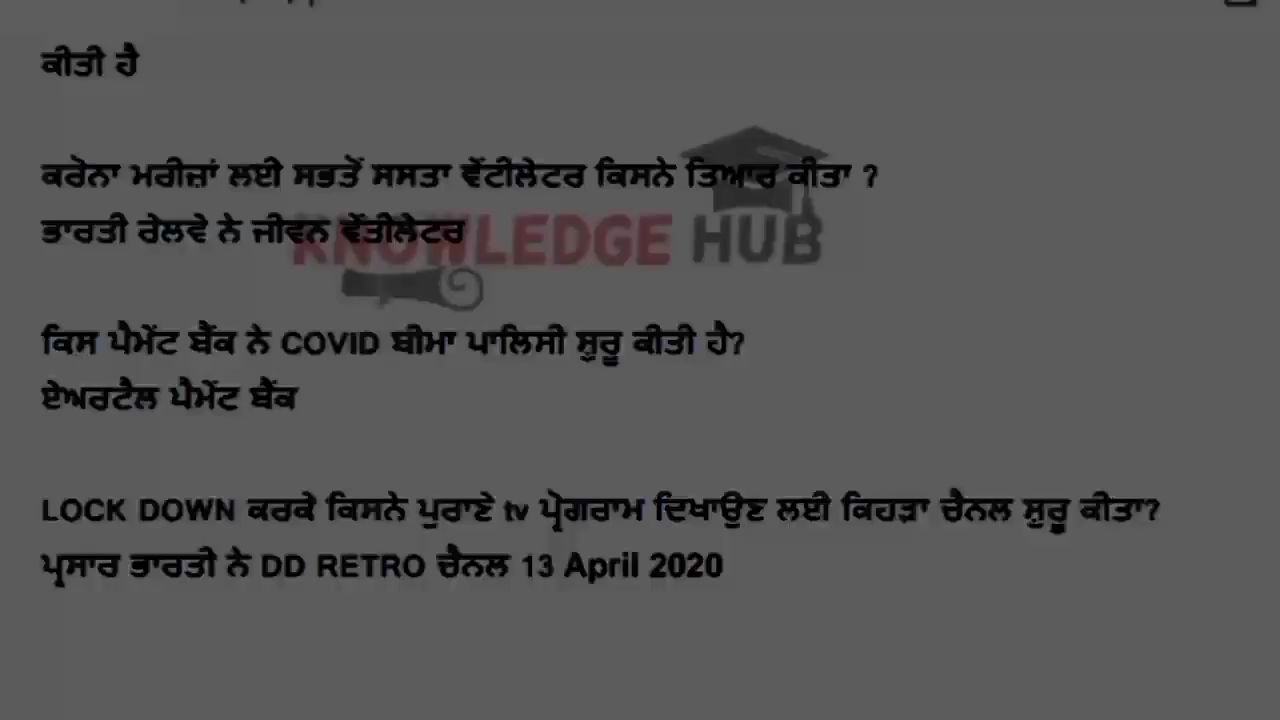 ਕੀਤੀ ਹੈ
ਕਰੋਨਾ ਮਰੀਜ਼ਾਂ ਲਈ ਸਭਤੋਂ ਸਸਤਾ ਵੇਂਟੀਲੇਟਰ ਕਿਸਨੇ ਤਿਆਰ ਕੀਤਾ ?
ਭਾਰਤੀ ਰੇਲਵੇ ਨੇ ਜੀਵਨ ਵੇਂਤੀਲੇਟਰ
KNOWLEDGE HUB
ਕਿਸ ਪੈਮੇਂਟ ਬੈਂਕ ਨੇ COVID ਬੀਮਾ ਪਾਲਿਸੀ ਸ਼ੁਰੂ ਕੀਤੀ ਹੈ?
ਏਅਰਟੈਲ ਪੈਮੇਂਟ ਬੈਂਕ
LOCK DOWN ਕਰਕੇ ਕਿਸਨੇ ਪੁਰਾਣੇ tv ਪ੍ਰੋਗਰਾਮ ਦਿਖਾਉਣ ਲਈ ਕਿਹੜਾ ਚੈਨਲ ਸ਼ੁਰੂ ਕੀਤਾ?
ਪ੍ਰਸਾਰ ਭਾਰਤੀ ਨੇ DD RETRO ਚੈਨਲ 13 April 2020